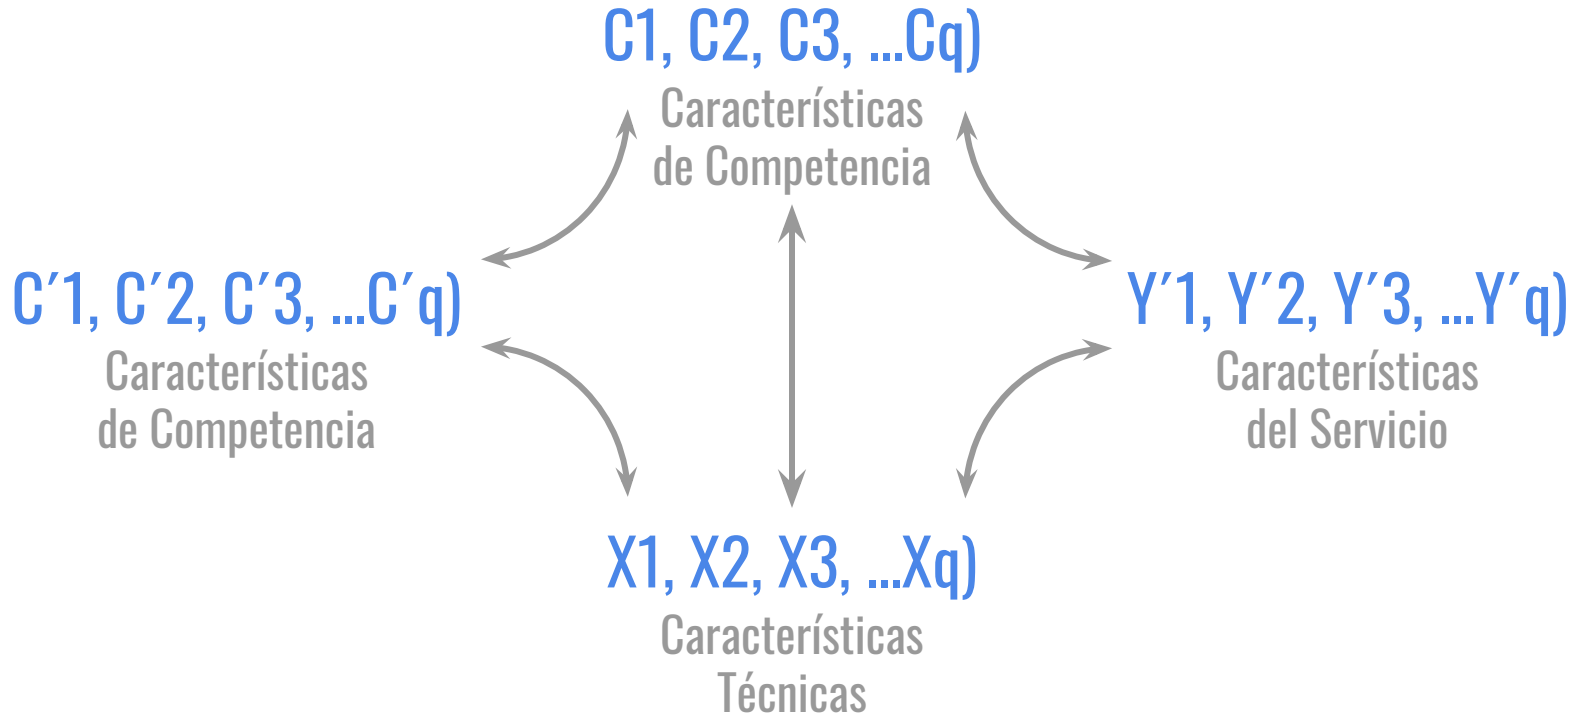 C1, C2, C3, ...Cq)
Características
de Competencia
C´1, C´2, C´3, ...C´q)
Características
de Competencia
Y´1, Y´2, Y´3, ...Y´q)
Características
del Servicio
X1, X2, X3, ...Xq)
Características
Técnicas